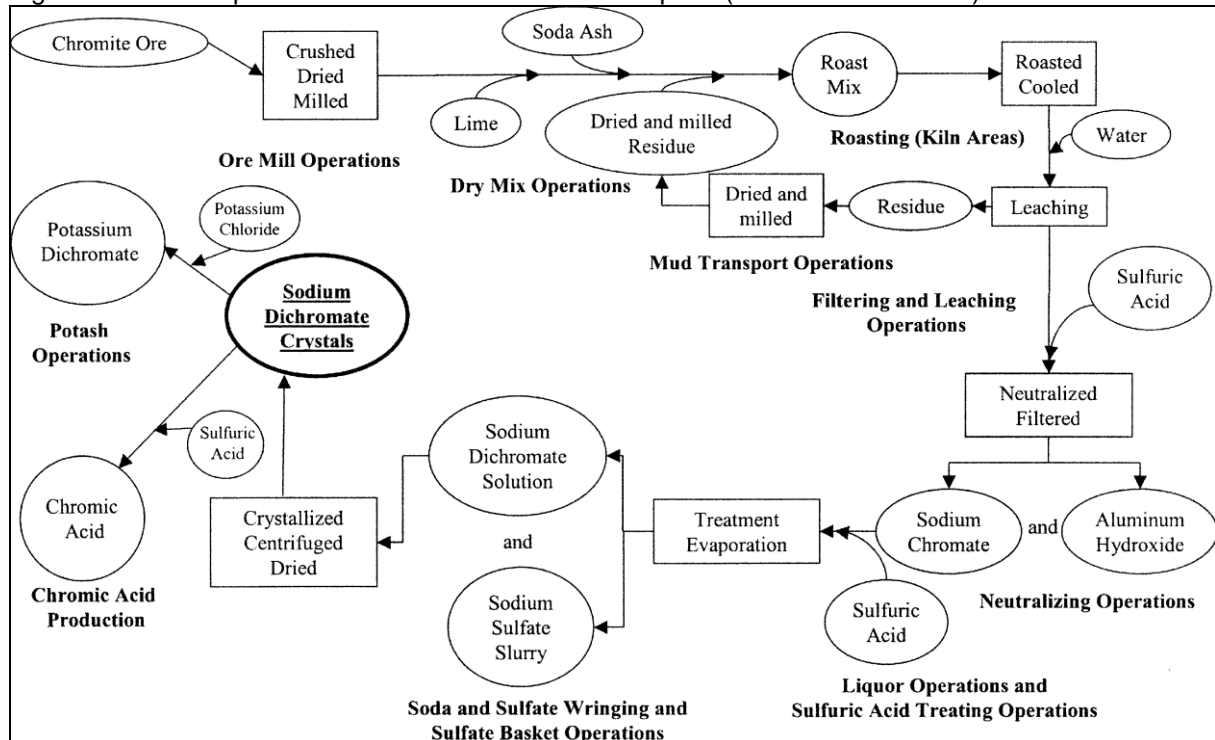 Chromite Ore
Crushed
Dried
Milled
Ore Mill Operations
Lime
Soda Ash
Dried and milled
Residue
Dry Mix Operations
Roast
Mix
Roasted
Cooled
Roasting (Kiln Areas)
Water
Leaching
Residue
Dried and
milled
Mud Transport Operations
Filtering and Leaching
Operations
Sulfuric
Acid
Neutralized
Filtered
Sodium
Chromate
and
Aluminum
Hydroxide
Neutralizing Operations
Sulfuric
Acid
Treatment
Evaporation
Liquor Operations and
Sulfuric Acid Treating Operations
Sodium
Dichromate
Solution
and
Sodium
Sulfate
Slurry
Soda and Sulfate Wringing and
Sulfate Basket Operations
Crystallized
Centrifuged
Dried
Sodium
Dichromate
Crystals
Potassium
Chloride
Potassium
Dichromate
Potash
Operations
Sulfuric
Acid
Chromic
Acid
Chromic Acid
Production